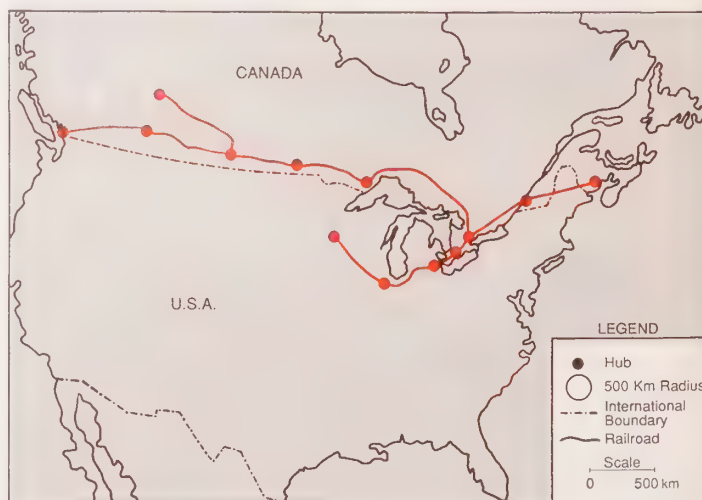 CANADA
U.S.A.
LEGEND
Hub
500 Km Radius
International
Boundary
Railroad
Scale
0 500 km